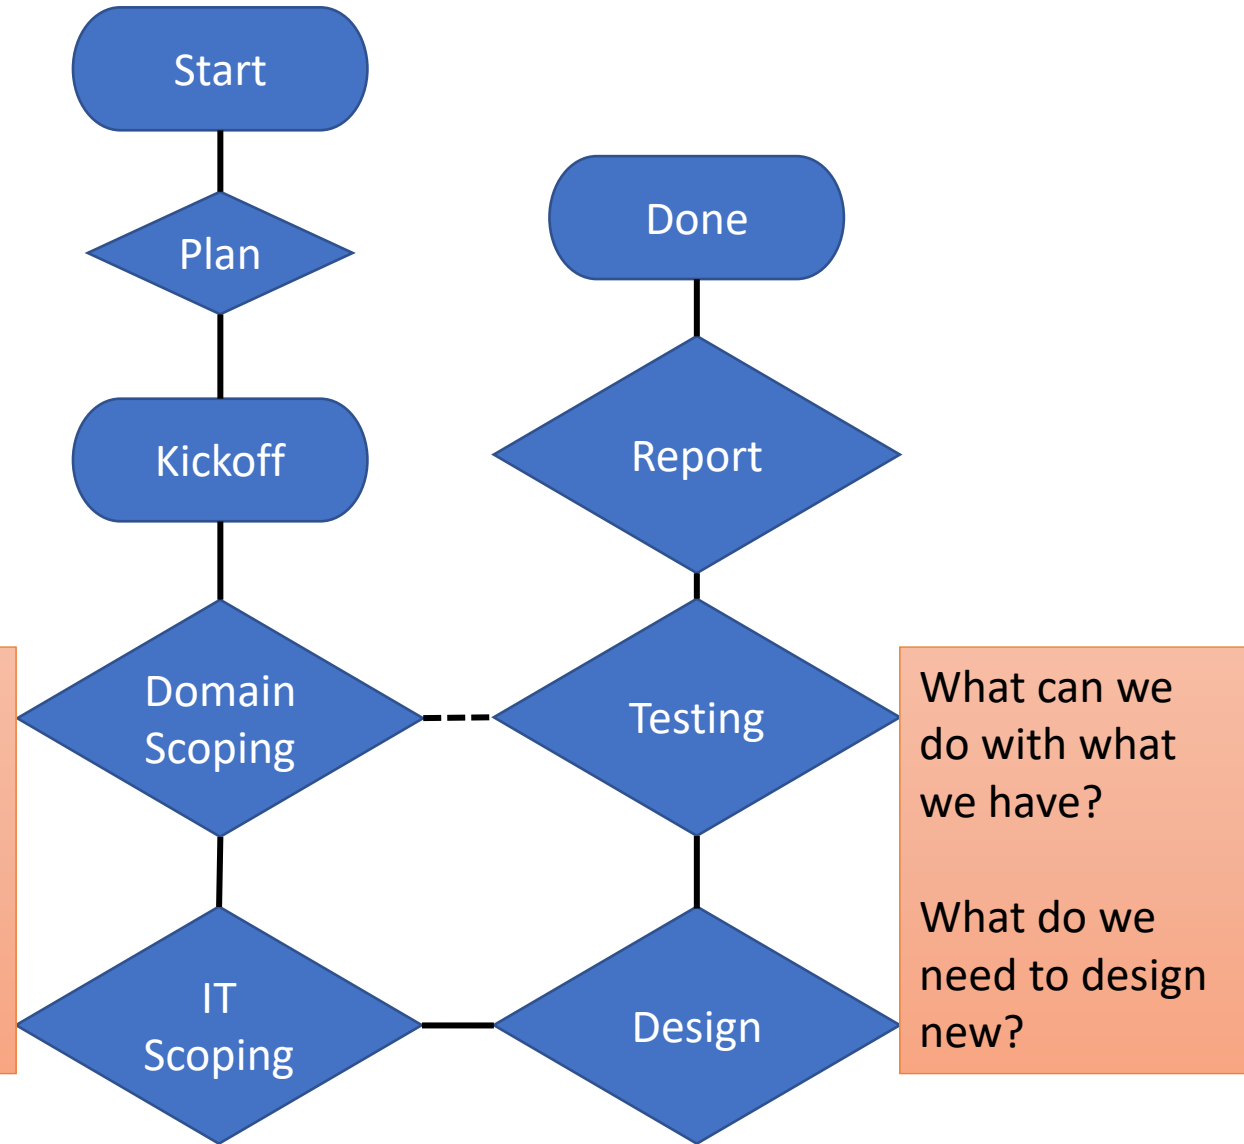 Start
Plan
Kickoff
Domain
Scoping
IT
Scoping
Done
Report
Testing
Design
What can we
do with what
we have?
What do we
need to design
new?